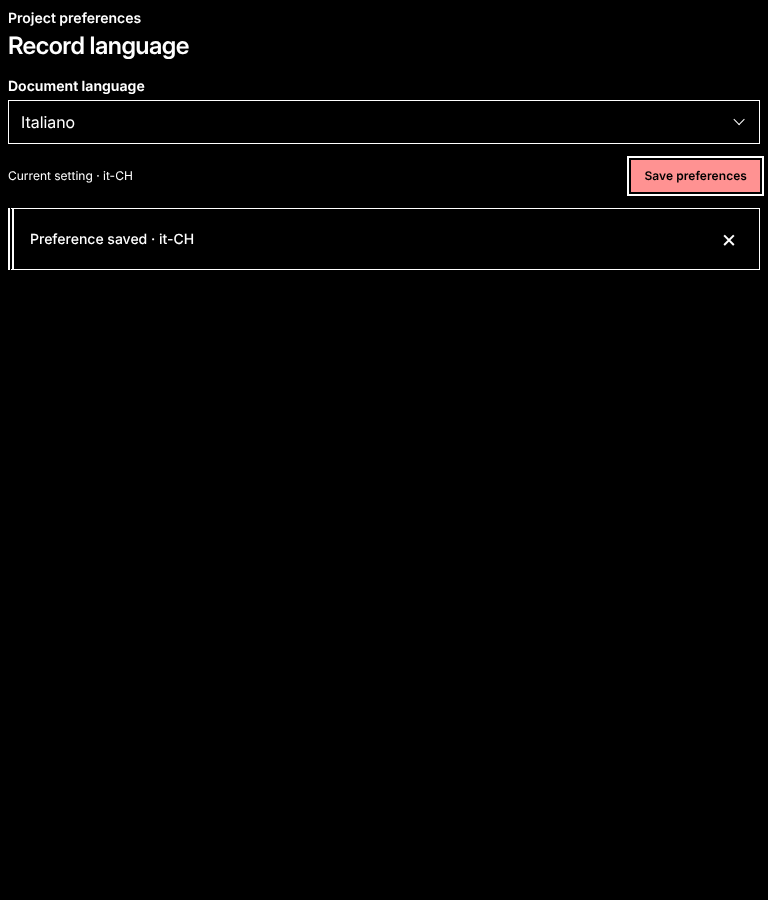 Project preferences
Record language
Document language
Italiano
Current setting · it-CH
Save preferences
Preference saved · it-CH